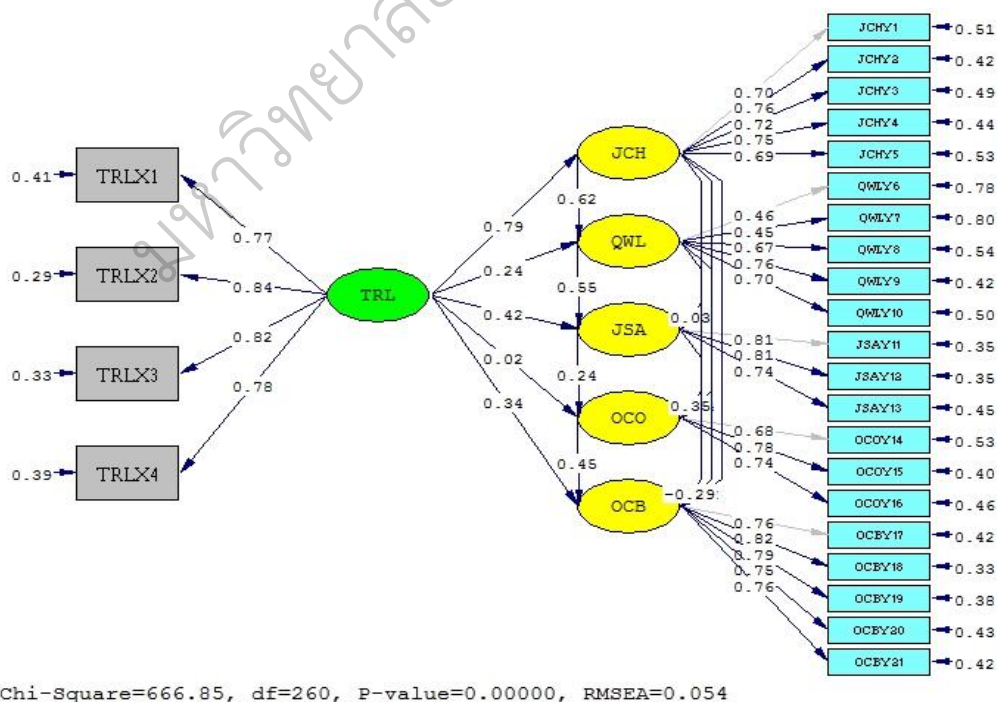 มหาวิทยาลั
TRLX1
TRLX2
TRLX3
TRLX4
0.41
0.29
0.33
0.39
0.77
0.84
0.82
0.78
TRL
0.79
0.24
0.42
0.02
0.34
JCH
QWL
JSA
OCO
OCB
0.62
0.55
0.24
0.45
0.03
0.35
-0.29
0.70
0.76
0.72
0.75
0.69
0.46
0.45
0.67
0.76
0.70
0.81
0.81
0.74
0.68
0.78
0.74
0.76
0.82
0.79
0.75
0.76
JCHY1 0.51
JCHY2 0.42
JCHY3 0.49
JCHY4 0.44
JCHY5 0.53
QWLY6 0.78
QWLY7 0.80
QWLY8 0.54
QWLY9 0.42
QWLY10 0.50
JSAY11 0.35
JSAY12 0.35
JSAY13 0.45
OCOY14 0.53
OCOY15 0.40
OCOY16 0.46
OCBY17 0.42
OCBY18 0.33
OCBY19 0.38
OCBY20 0.43
OCBY21 0.42
Chi-Square=666.85, df=260, P-value=0.00000, RMSEA=0.054